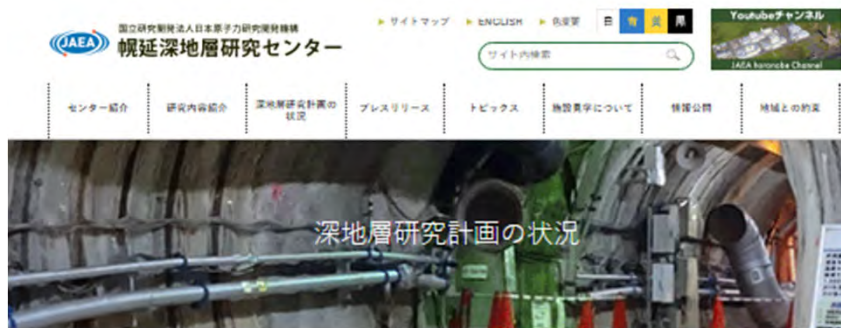 国立研究開発法人日本原子力研究開発機構
JAEA
幌延深地層研究センター
サイトマップ
ENGLISH
色変更
白 青 黄 黒
サイト内検索
Youtubeチャンネル
JAEA horonobe Channel
センター紹介
研究内容紹介
深地層研究計画の
状況
プレスリリース
トピックス
施設見学について
情報公開
地域との約束
深地層研究計画の状況